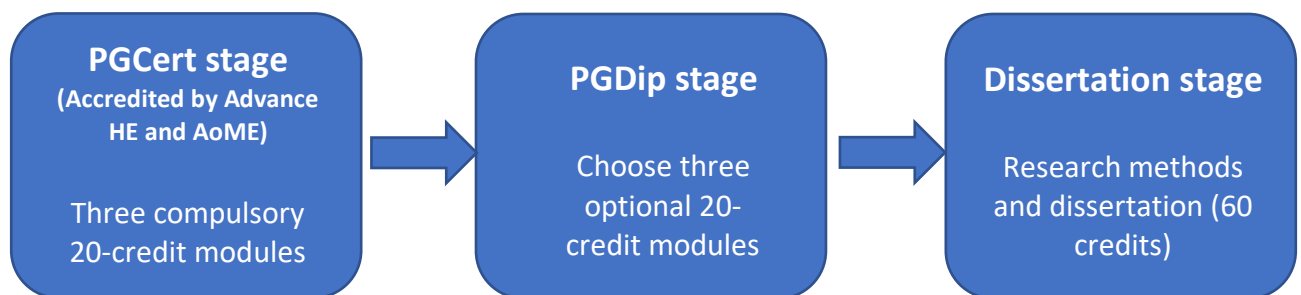 PGCert stage
(Accredited by Advance
HE and AoME)
Three compulsory
20-credit modules
PGDip stage
Choose three
optional 20-
credit modules
Dissertation stage
Research methods
and dissertation (60
credits)